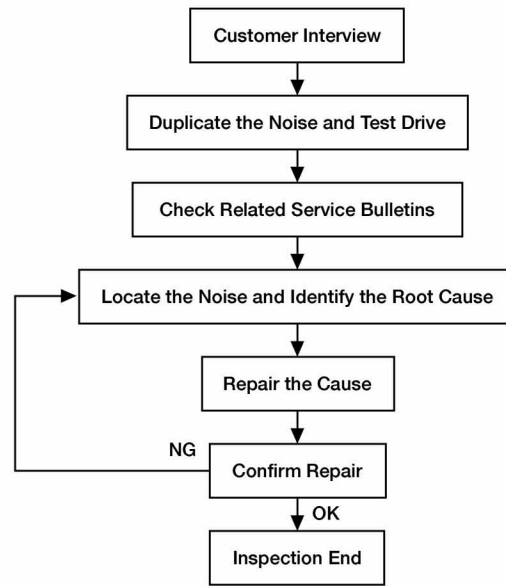 Customer Interview
Duplicate the Noise and Test Drive
Check Related Service Bulletins
Locate the Noise and Identify the Root Cause
Repair the Cause
NG
Confirm Repair
OK
Inspection End